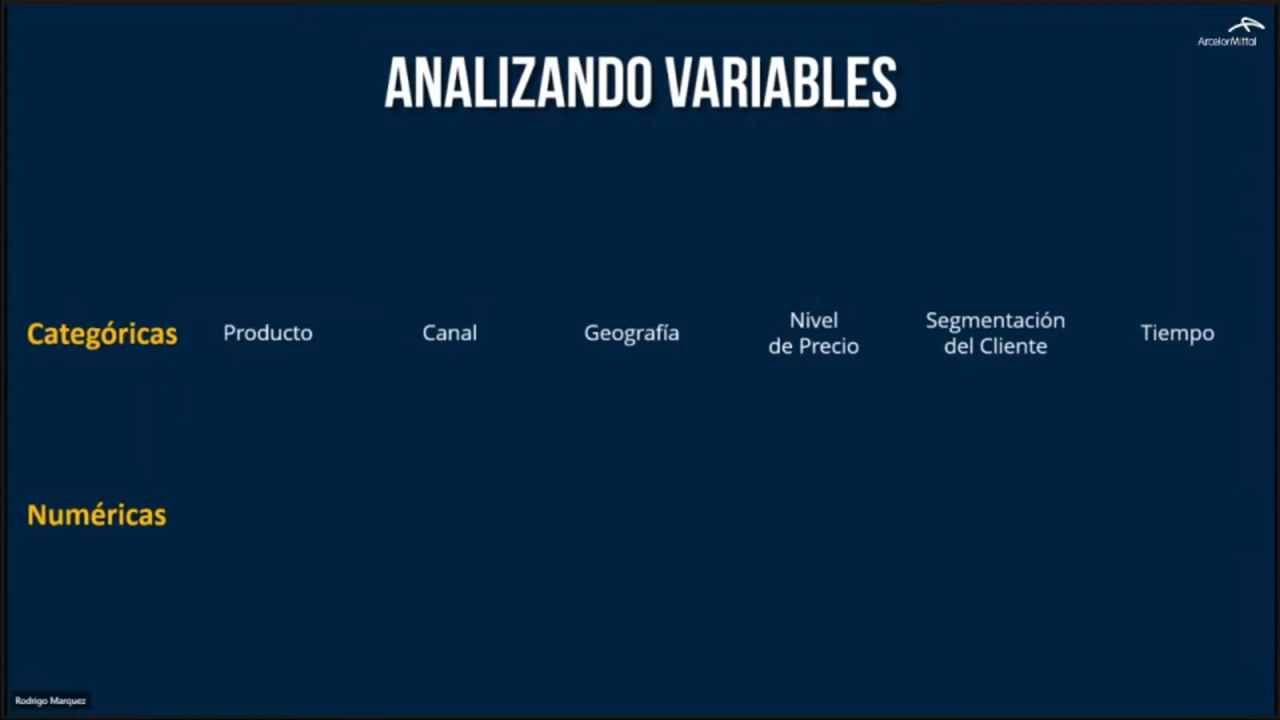 ArcelorMittal
ANALIZANDO VARIABLES
Categóricas
Producto
Canal
Geografía
Nivel
de Precio
Segmentación
del Cliente
Tiempo
Numéricas
Rodrigo Marquez